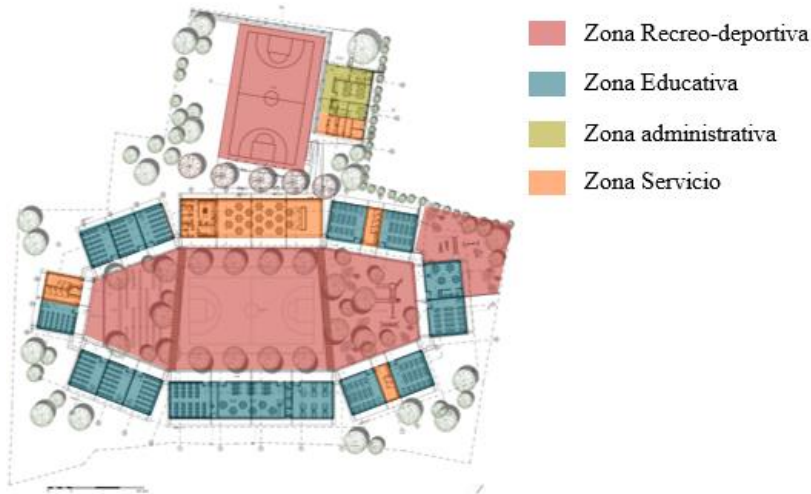 Zona Recreo-deportiva
Zona Educativa
Zona administrativa
Zona Servicio